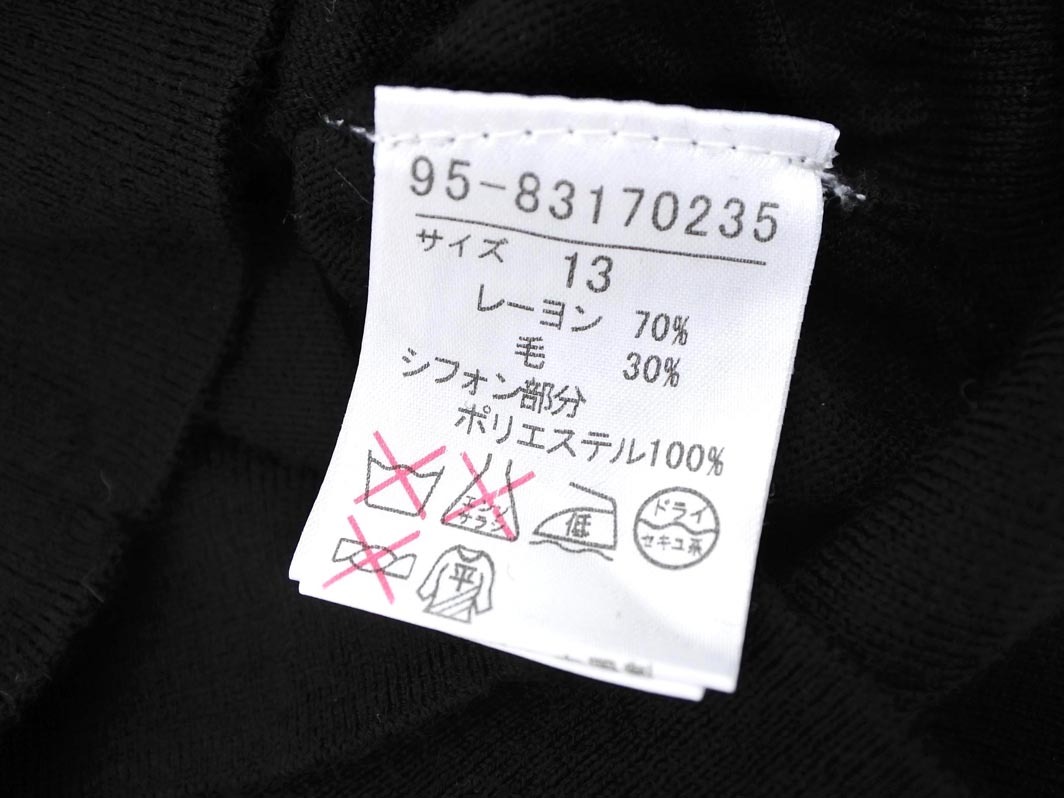 95-83170235
サイズ 13
レーヨン 70%
毛 30%
シフォン部分
ポリエステル100%
エンソ サラシ 低 ドライ セキユ系
平